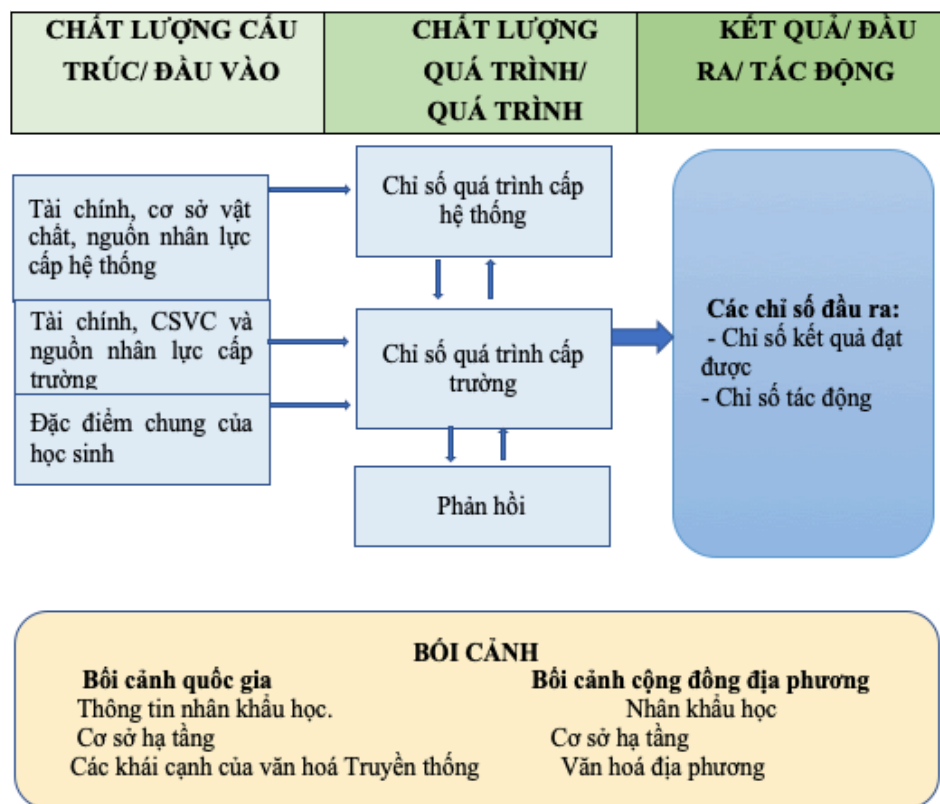 CHẤT LƯỢNG CẤU
TRÚC/ ĐẦU VÀO
CHẤT LƯỢNG
QUÁ TRÌNH/
QUÁ TRÌNH
KẾT QUẢ/ ĐẦU
RA/ TÁC ĐỘNG
Tài chính, cơ sở vật
chất, nguồn nhân lực
cấp hệ thống
Tài chính, CSVC và
nguồn nhân lực cấp
trường
Đặc điểm chung của
học sinh
Chỉ số quá trình cấp
hệ thống
Chỉ số quá trình cấp
trường
Phản hồi
Các chỉ số đầu ra:
- Chỉ số kết quả đạt
được
- Chỉ số tác động
BÓI CẢNH
Bối cảnh quốc gia
Thông tin nhân khẩu học.
Cơ sở hạ tầng
Các khái cạnh của văn hoá Truyền thống
Bối cảnh cộng đồng địa phương
Nhân khẩu học
Cơ sở hạ tầng
Văn hoá địa phương